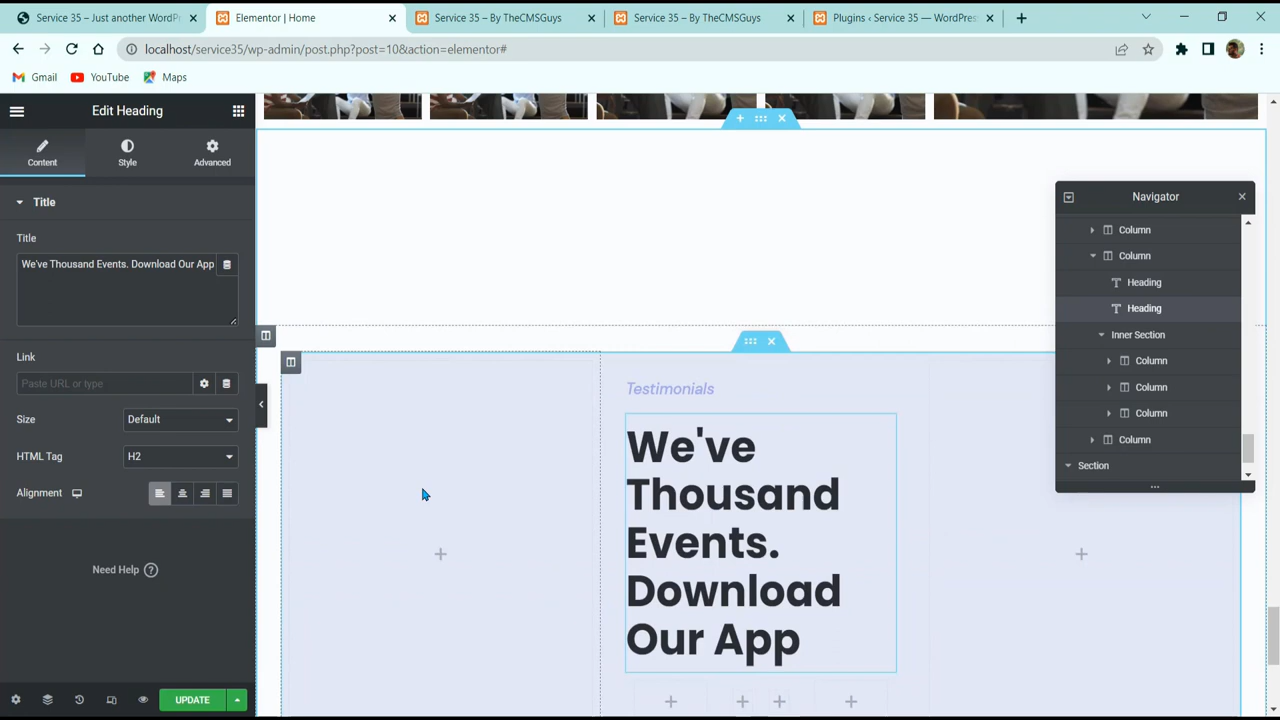 Service 35 – Just another WordPr
Elementor | Home
Service 35 – By TheCMSGuys
Service 35 – By TheCMSGuys
Plugins ‹ Service 35 — WordPres
localhost/service35/wp-admin/post.php?post=10&action=elementor#
Gmail
YouTube
Maps
Edit Heading
Content
Style
Advanced
Title
Title
We've Thousand Events. Download Our App
Link
Paste URL or type
Size
Default
HTML Tag
H2
Alignment
Need Help
UPDATE
Testimonials
We've
Thousand
Events.
Download
Our App
Navigator
Column
Column
Heading
Heading
Inner Section
Column
Column
Column
Column
Section